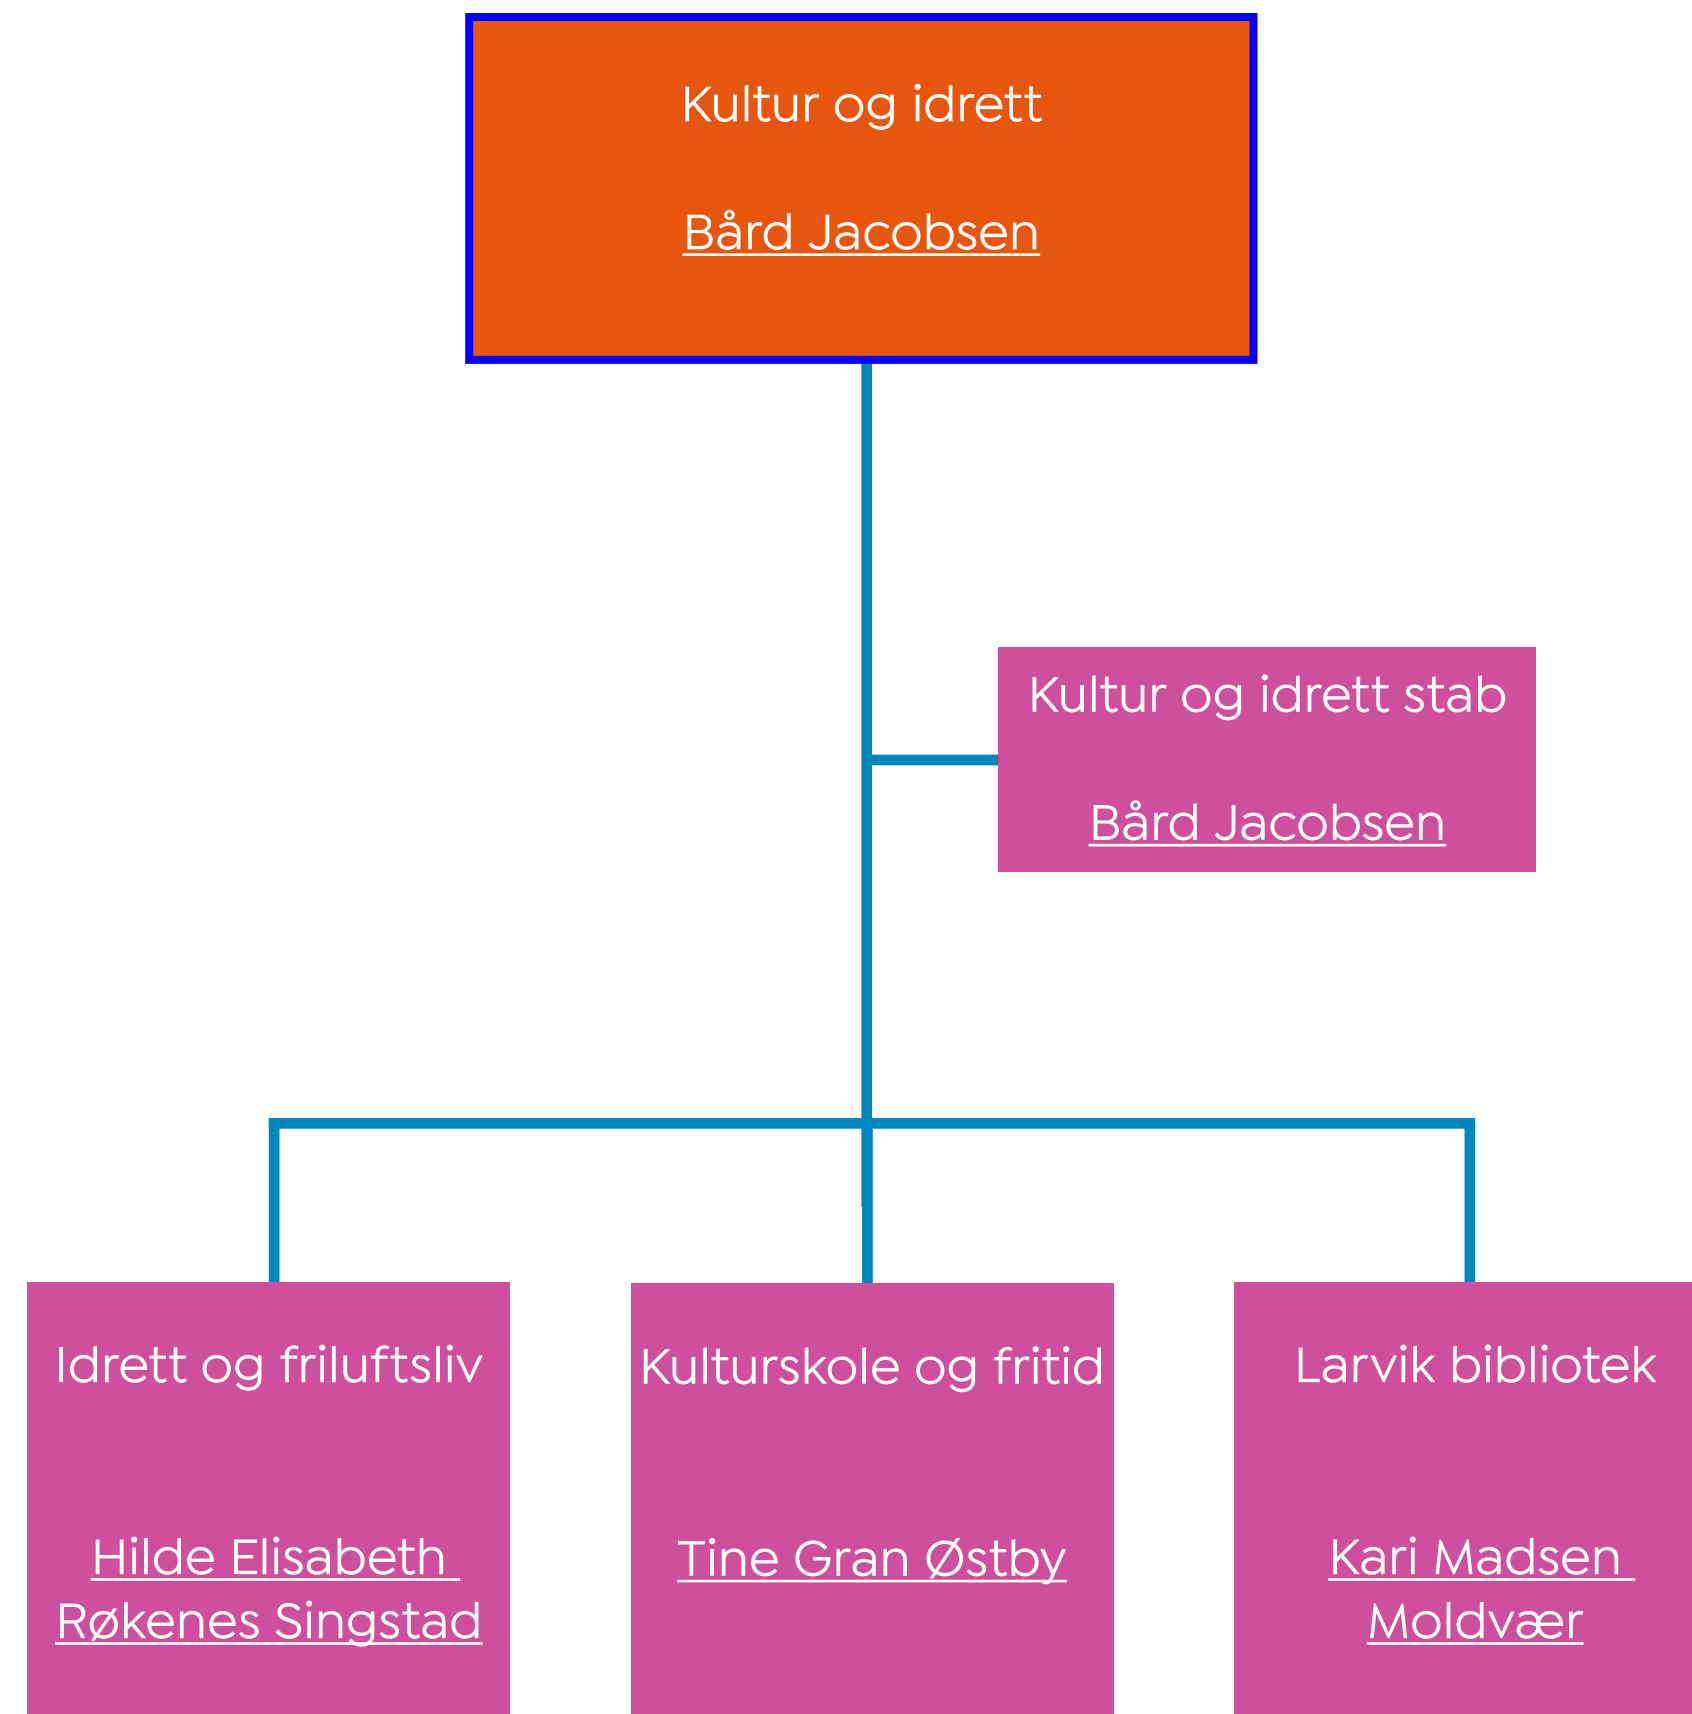 Kultur og idrett
Bård Jacobsen
Kultur og idrett stab
Bård Jacobsen
Idrett og friluftsliv
Hilde Elisabeth
Røkenes Singstad
Kulturskole og fritid
Tine Gran Østby
Larvik bibliotek
Kari Madsen
Moldvær